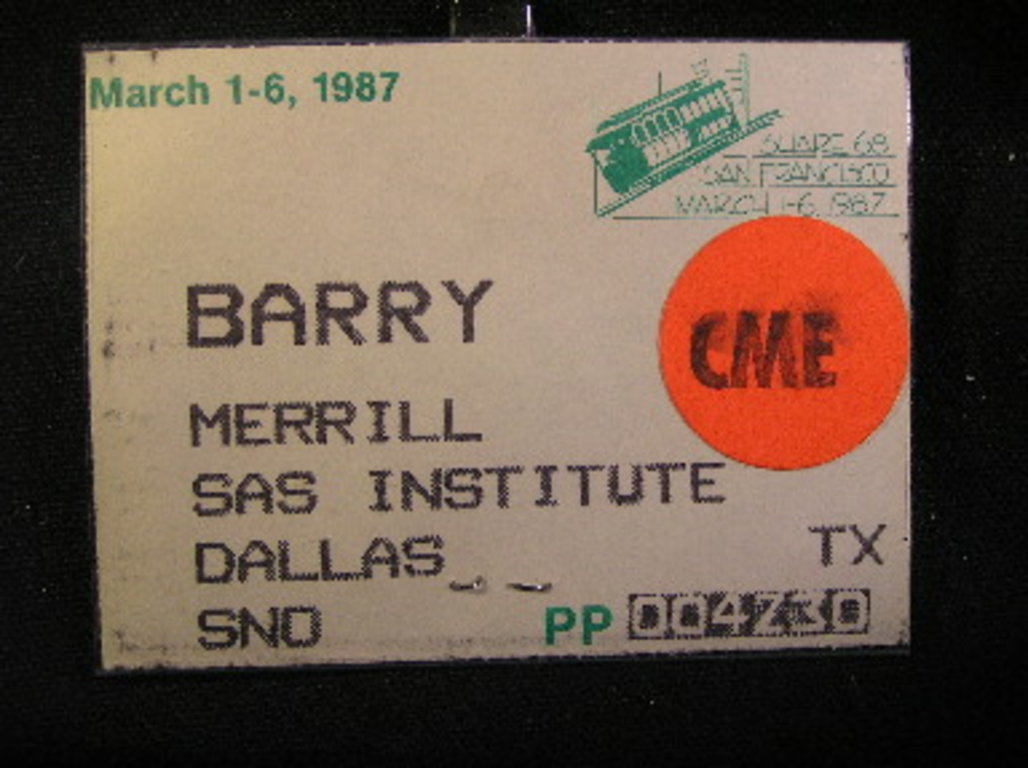 March 1-6, 1987
SHARE 68
SAN FRANCISCO
MARCH 1-6, 1987
BARRY
CME
MERRILL
SAS INSTITUTE
DALLAS TX
SNO PP